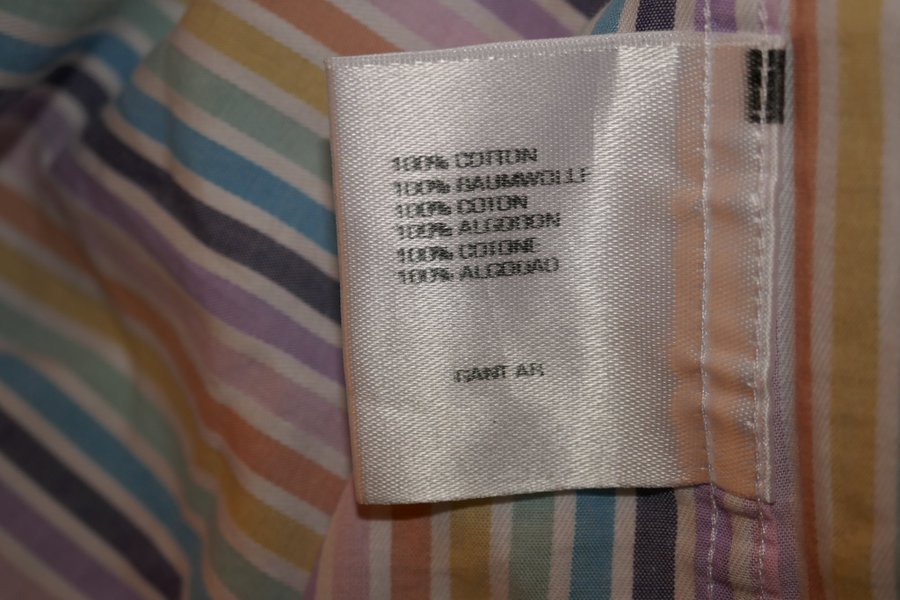 100% COTTON
100% BAUMWOLLE
100% COTON
100% ALGODON
100% COTONE
100% ALGODAO
GANT AB